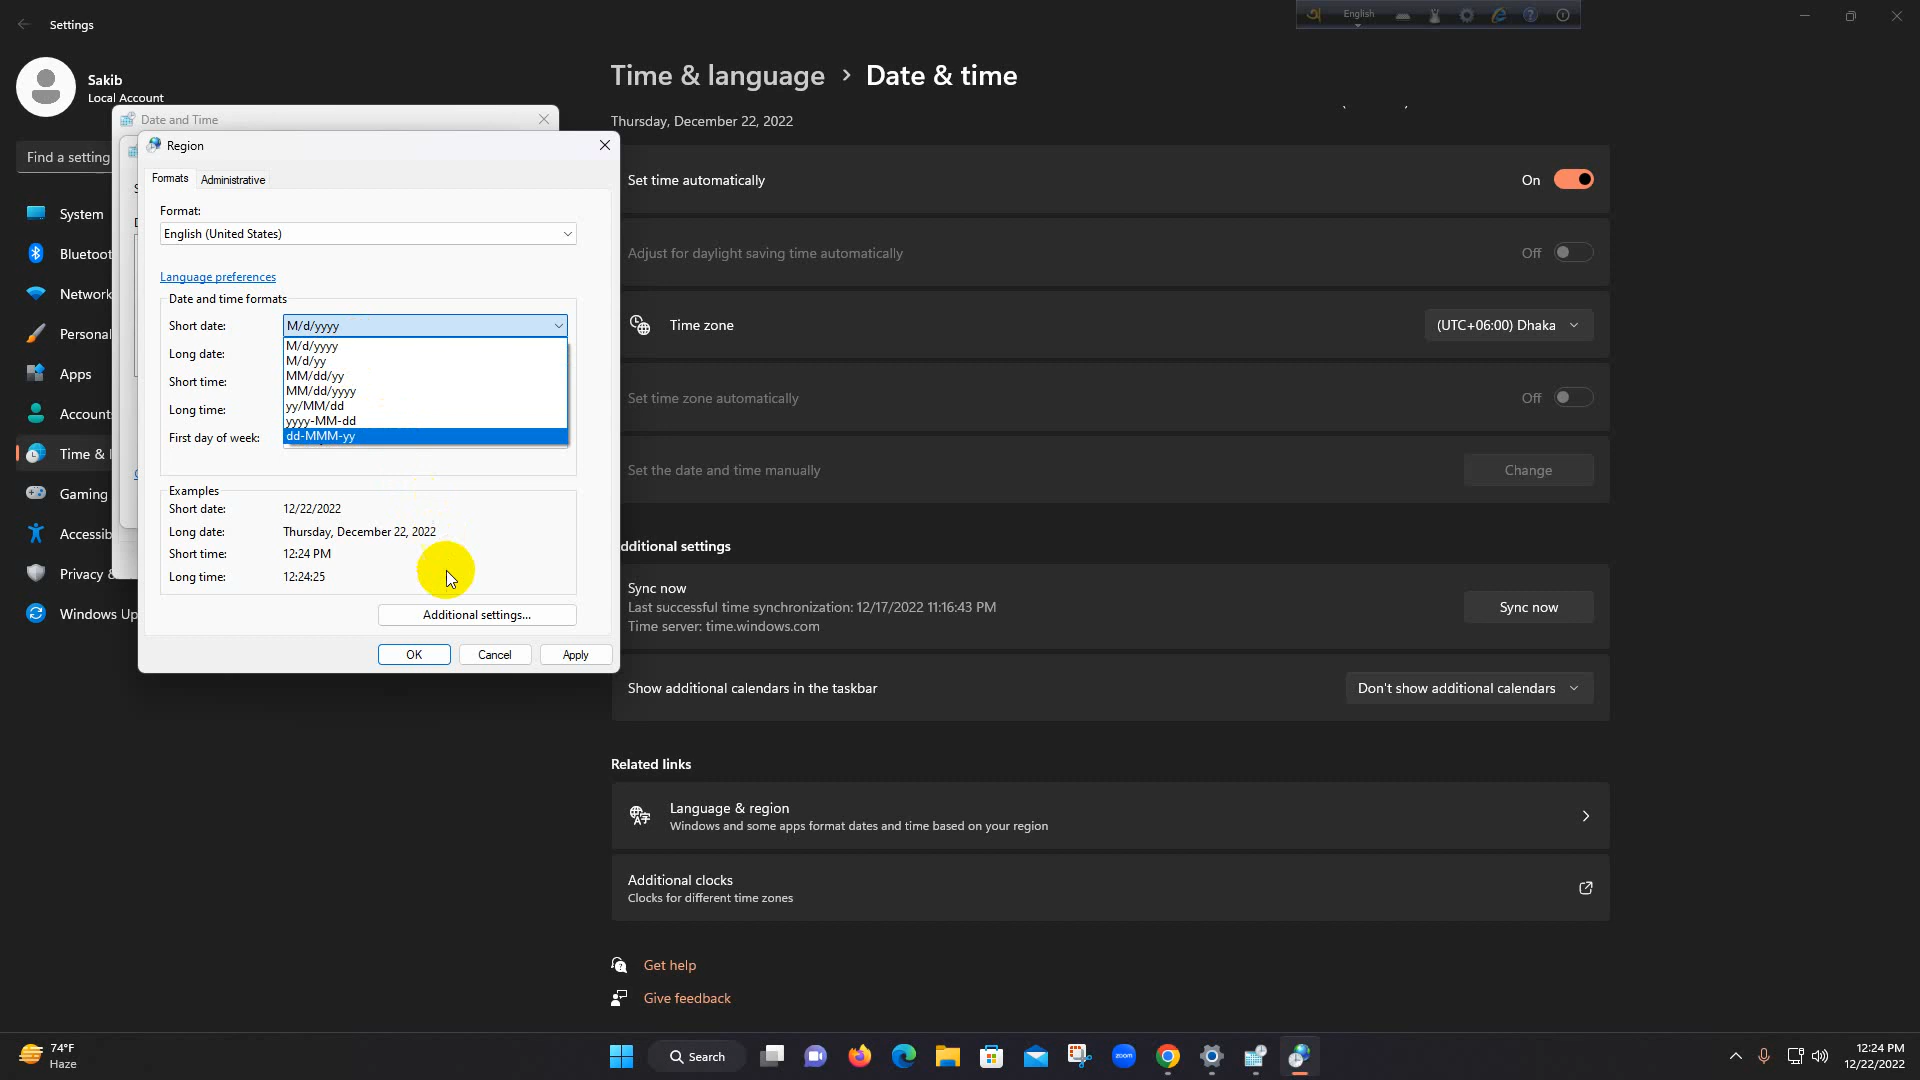 Settings
English
Sakib
Local Account
Time & language > Date & time
Thursday, December 22, 2022
Date and Time
Region
Find a setting
Formats
Administrative
Set time automatically
On
System
Format:
English (United States)
Bluetoot
Adjust for daylight saving time automatically
Off
Language preferences
Network
Date and time formats
Short date:
M/d/yyyy
Time zone
(UTC+06:00) Dhaka
Personal
M/d/yyyy
Long date:
M/d/yy
Apps
MM/dd/yy
Short time:
MM/dd/yyyy
Set time zone automatically
Off
yy/MM/dd
Account
Long time:
yyyy-MM-dd
dd-MMM-yy
First day of week:
Time & l
Set the date and time manually
Change
Gaming
Examples
Short date:
12/22/2022
Long date:
Thursday, December 22, 2022
Accessib
Short time:
12:24 PM
dditional settings
Privacy &
Long time:
12:24:25
Sync now
Last successful time synchronization: 12/17/2022 11:16:43 PM
Time server: time.windows.com
Sync now
Windows Up
Additional settings...
OK
Cancel
Apply
Show additional calendars in the taskbar
Don't show additional calendars
Related links
Language & region
Windows and some apps format dates and time based on your region
Additional clocks
Clocks for different time zones
Get help
Give feedback
74°F
Haze
Search
zoom
12:24 PM
12/22/2022